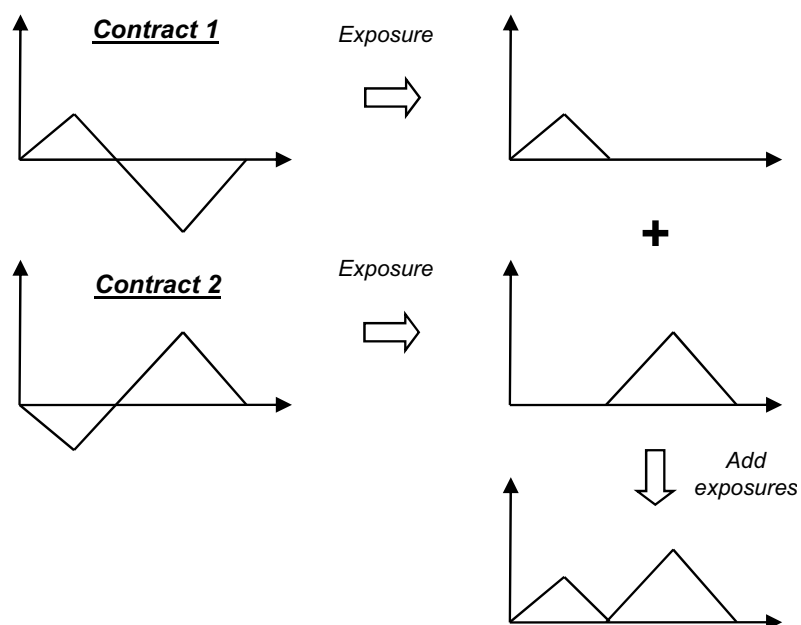 Contract 1
Exposure
+
Contract 2
Exposure
Add
exposures